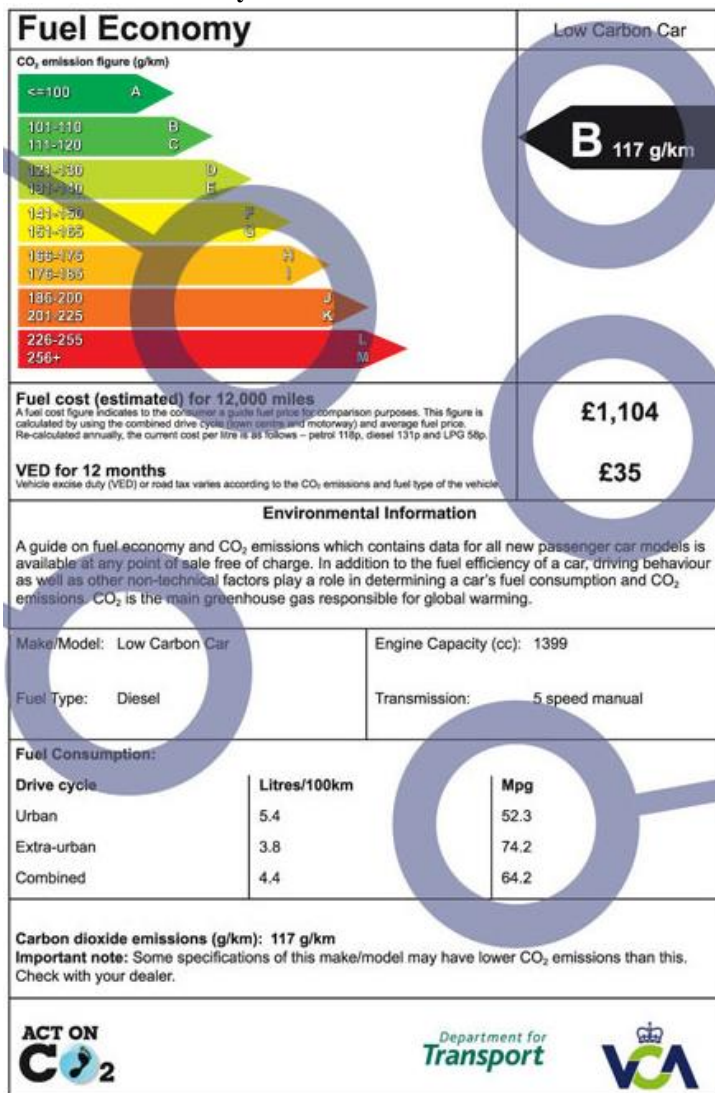 Fuel Economy
Low Carbon Car
CO₂ emission figure (g/km)
<=100 A
101-110 B
111-120 C
B 117 g/km
121-130 D
131-140 E
141-150 F
151-165 G
166-175 H
176-185 I
186-200 J
201-225 K
226-255 L
256+ M
Fuel cost (estimated) for 12,000 miles
A fuel cost figure indicates to the consumer a guide fuel price for comparison purposes. This figure is
calculated by using the combined drive cycle (town centre and motorway) and average fuel price.
Re-calculated annually, the current cost per litre is as follows – petrol 118p, diesel 131p and LPG 58p.
£1,104
VED for 12 months
Vehicle excise duty (VED) or road tax varies according to the CO₂ emissions and fuel type of the vehicle.
£35
Environmental Information
A guide on fuel economy and CO₂ emissions which contains data for all new passenger car models is
available at any point of sale free of charge. In addition to the fuel efficiency of a car, driving behaviour
as well as other non-technical factors play a role in determining a car's fuel consumption and CO₂
emissions. CO₂ is the main greenhouse gas responsible for global warming.
Make/Model: Low Carbon Car
Engine Capacity (cc): 1399
Fuel Type: Diesel
Transmission: 5 speed manual
Fuel Consumption:
Drive cycle Litres/100km Mpg
Urban 5.4 52.3
Extra-urban 3.8 74.2
Combined 4.4 64.2
Carbon dioxide emissions (g/km): 117 g/km
Important note: Some specifications of this make/model may have lower CO₂ emissions than this.
Check with your dealer.
ACT ON
CO₂
Department for
Transport
VCA